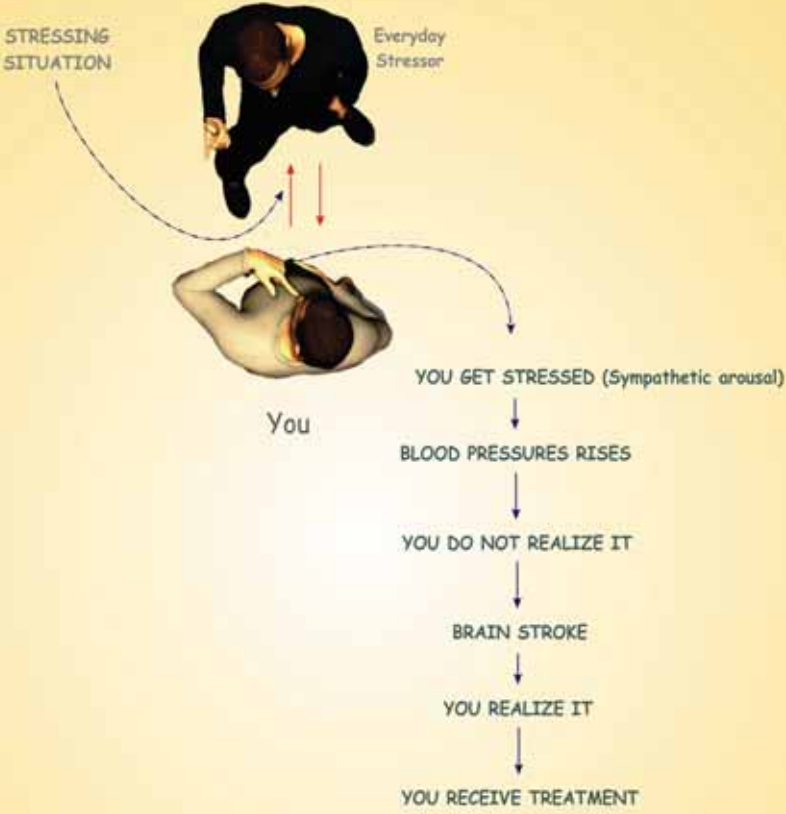 STRESSING
SITUATION
Everyday
Stressor
You
YOU GET STRESSED (Sympathetic arousal)
BLOOD PRESSURES RISES
YOU DO NOT REALIZE IT
BRAIN STROKE
YOU REALIZE IT
YOU RECEIVE TREATMENT